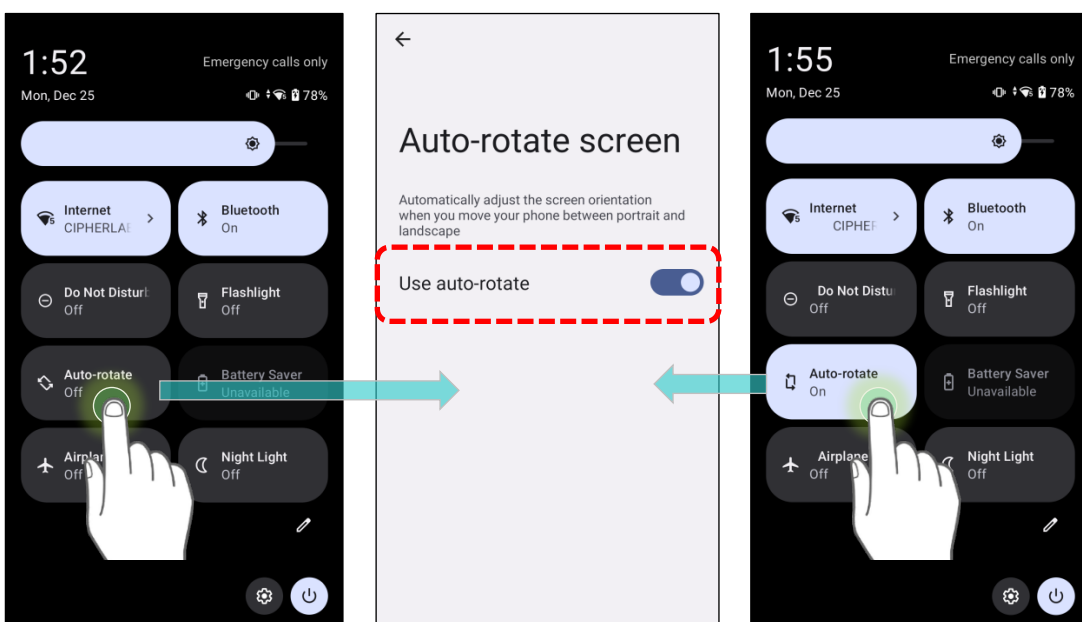 1:52
Emergency calls only
Mon, Dec 25
78%
Internet
CIPHERLAB
Bluetooth
On
Do Not Disturb
Off
Flashlight
Off
Auto-rotate
Off
Battery Saver
Unavailable
Airplan
Off
Night Light
Off
Auto-rotate screen
Automatically adjust the screen orientation
when you move your phone between portrait and
landscape
Use auto-rotate
1:55
Emergency calls only
Mon, Dec 25
78%
Internet
CIPHER
Bluetooth
On
Do Not Distu
Off
Flashlight
Off
Auto-rotate
On
Battery Saver
Unavailable
Airplane
Off
Night Light
Off